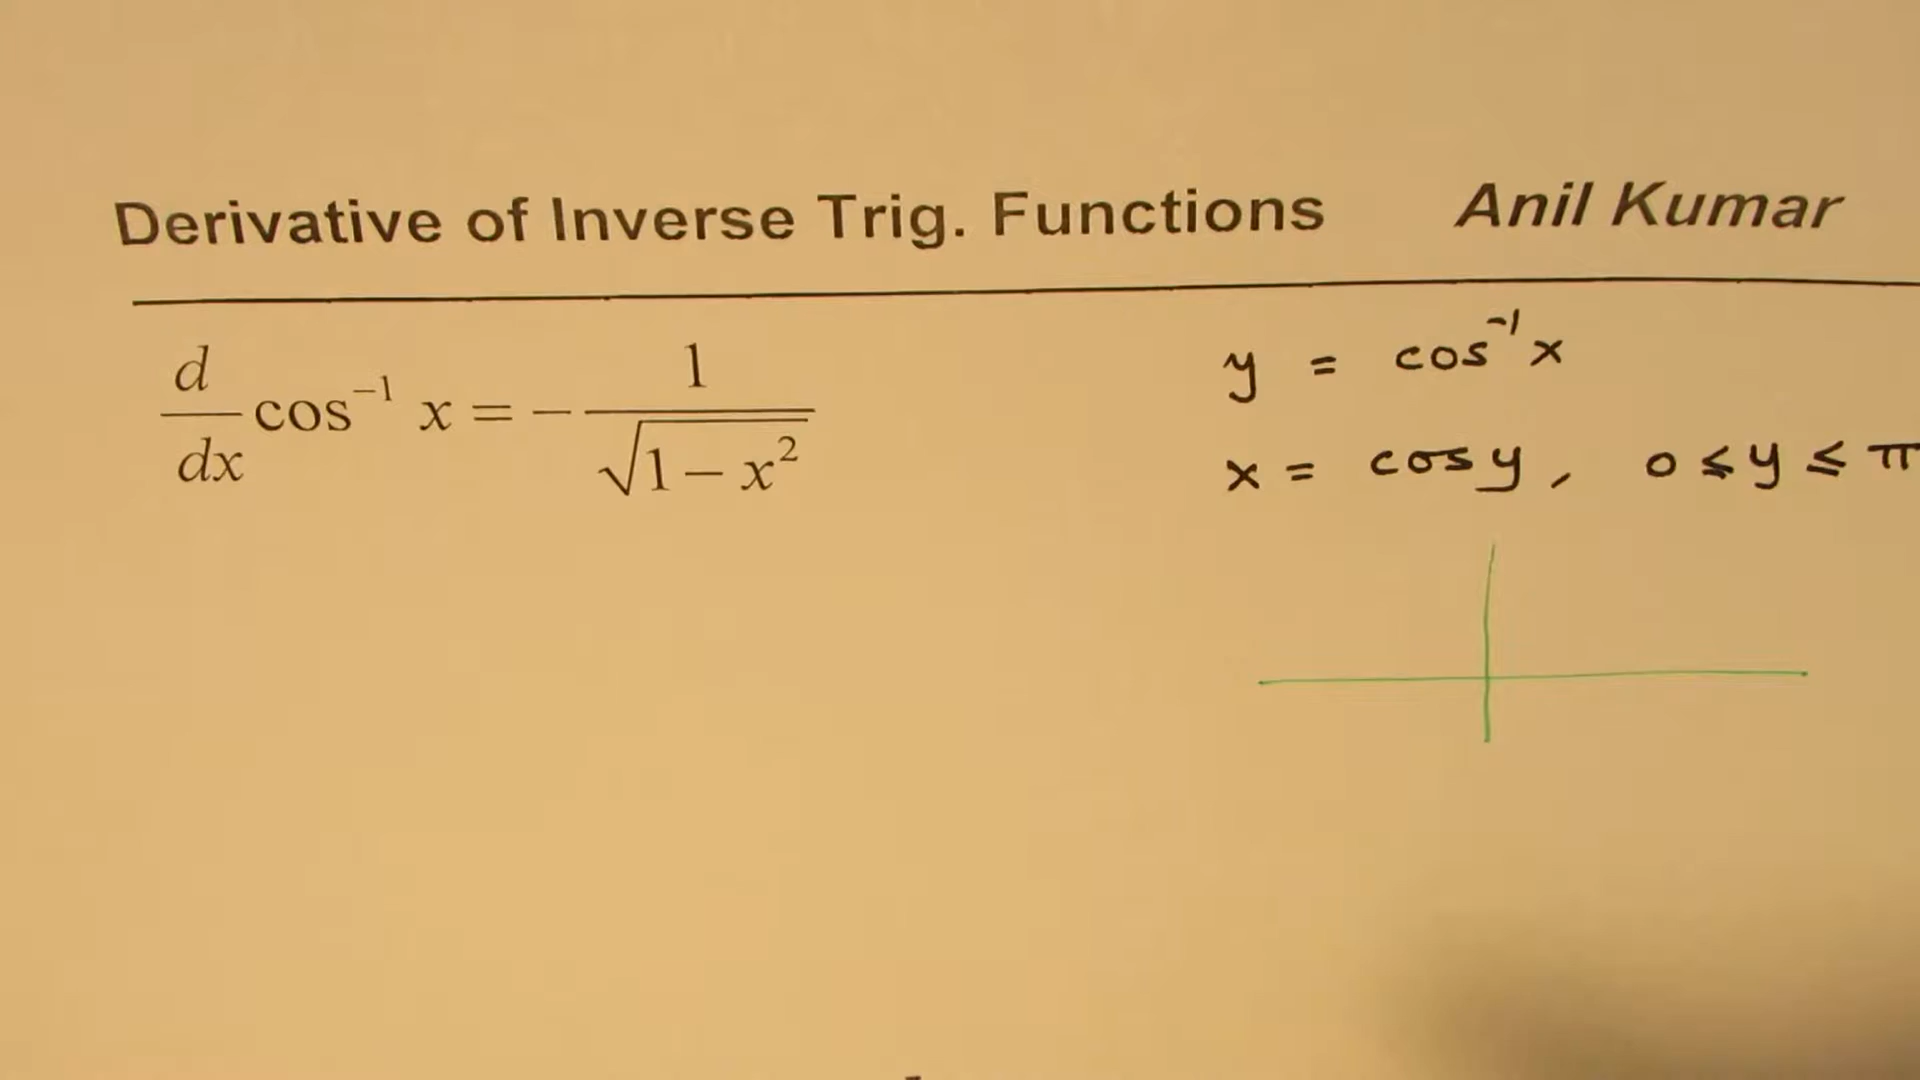 Derivative of Inverse Trig. Functions Anil Kumar
d/dx cos⁻¹ x = − 1/√(1 − x²)
y = cos⁻¹ x
x = cos y, 0 ≤ y ≤ π